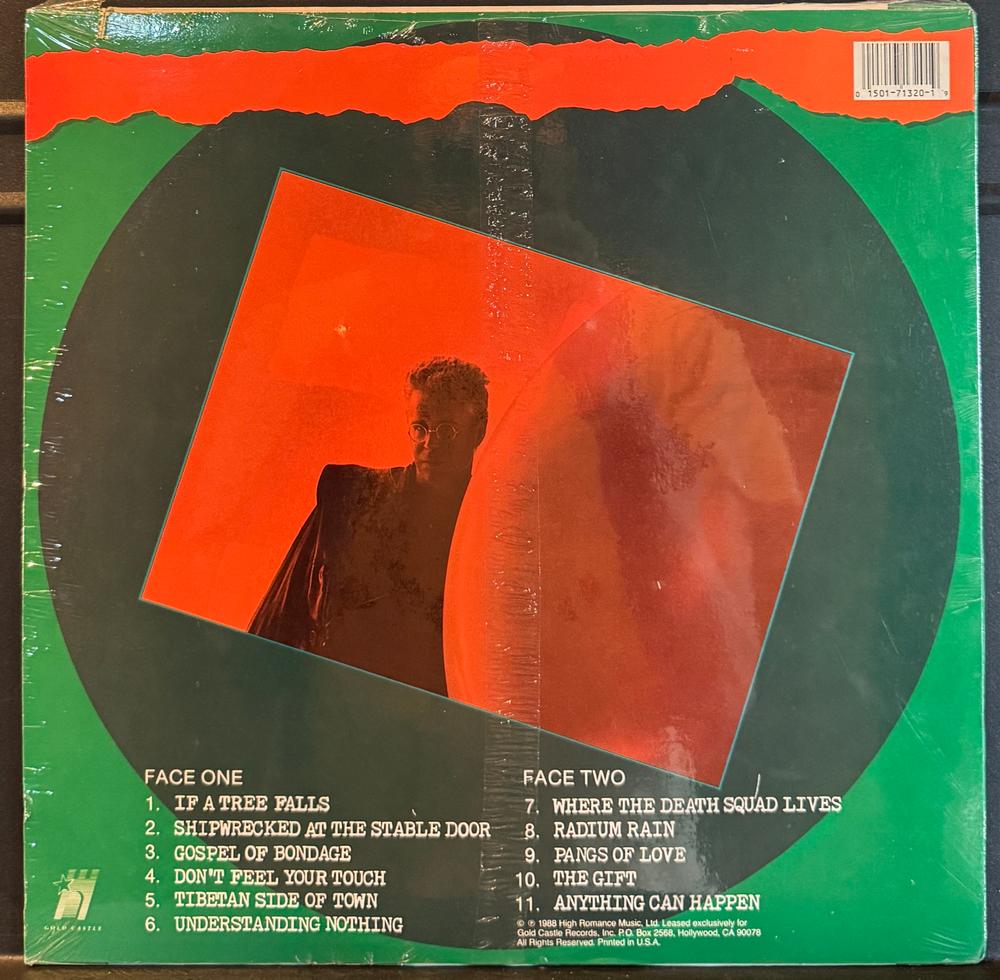 0 1501-71320-1 9
FACE ONE
1. IF A TREE FALLS
2. SHIPWRECKED AT THE STABLE DOOR
3. GOSPEL OF BONDAGE
4. DON'T FEEL YOUR TOUCH
5. TIBETAN SIDE OF TOWN
6. UNDERSTANDING NOTHING
FACE TWO
7. WHERE THE DEATH SQUAD LIVES
8. RADIUM RAIN
9. PANGS OF LOVE
10. THE GIFT
11. ANYTHING CAN HAPPEN
© ℗ 1988 High Romance Music, Ltd. Leased exclusively for
Gold Castle Records, Inc. P.O. Box 2568, Hollywood, CA 90078
All Rights Reserved. Printed in U.S.A.
GOLD CASTLE